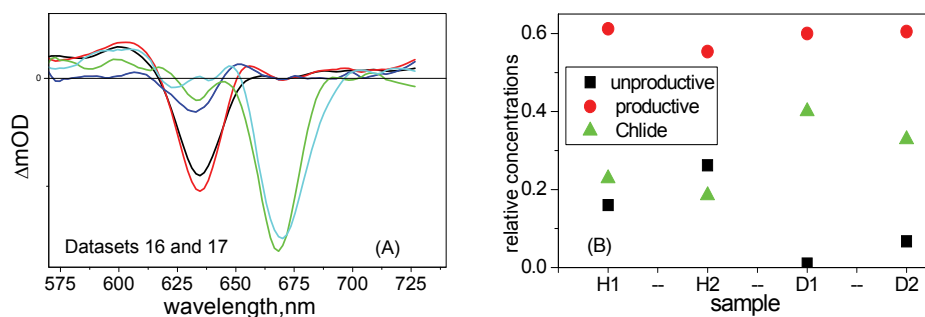 0
ΔmOD
Datasets 16 and 17
(A)
575 600 625 650 675 700 725
wavelength,nm
0.6
0.4
0.2
0.0
relative concentrations
unproductive
productive
Chlide
(B)
H1 -- H2 -- D1 -- D2
sample